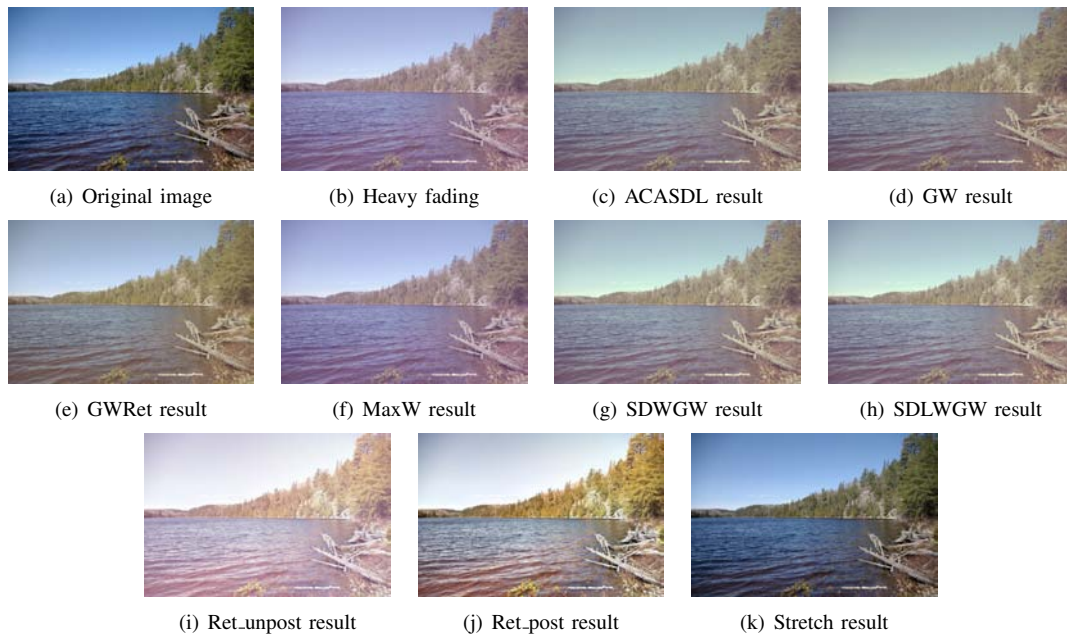 (a) Original image
(b) Heavy fading
(c) ACASDL result
(d) GW result
(e) GWRet result
(f) MaxW result
(g) SDWGW result
(h) SDLWGW result
(i) Ret_unpost result
(j) Ret_post result
(k) Stretch result